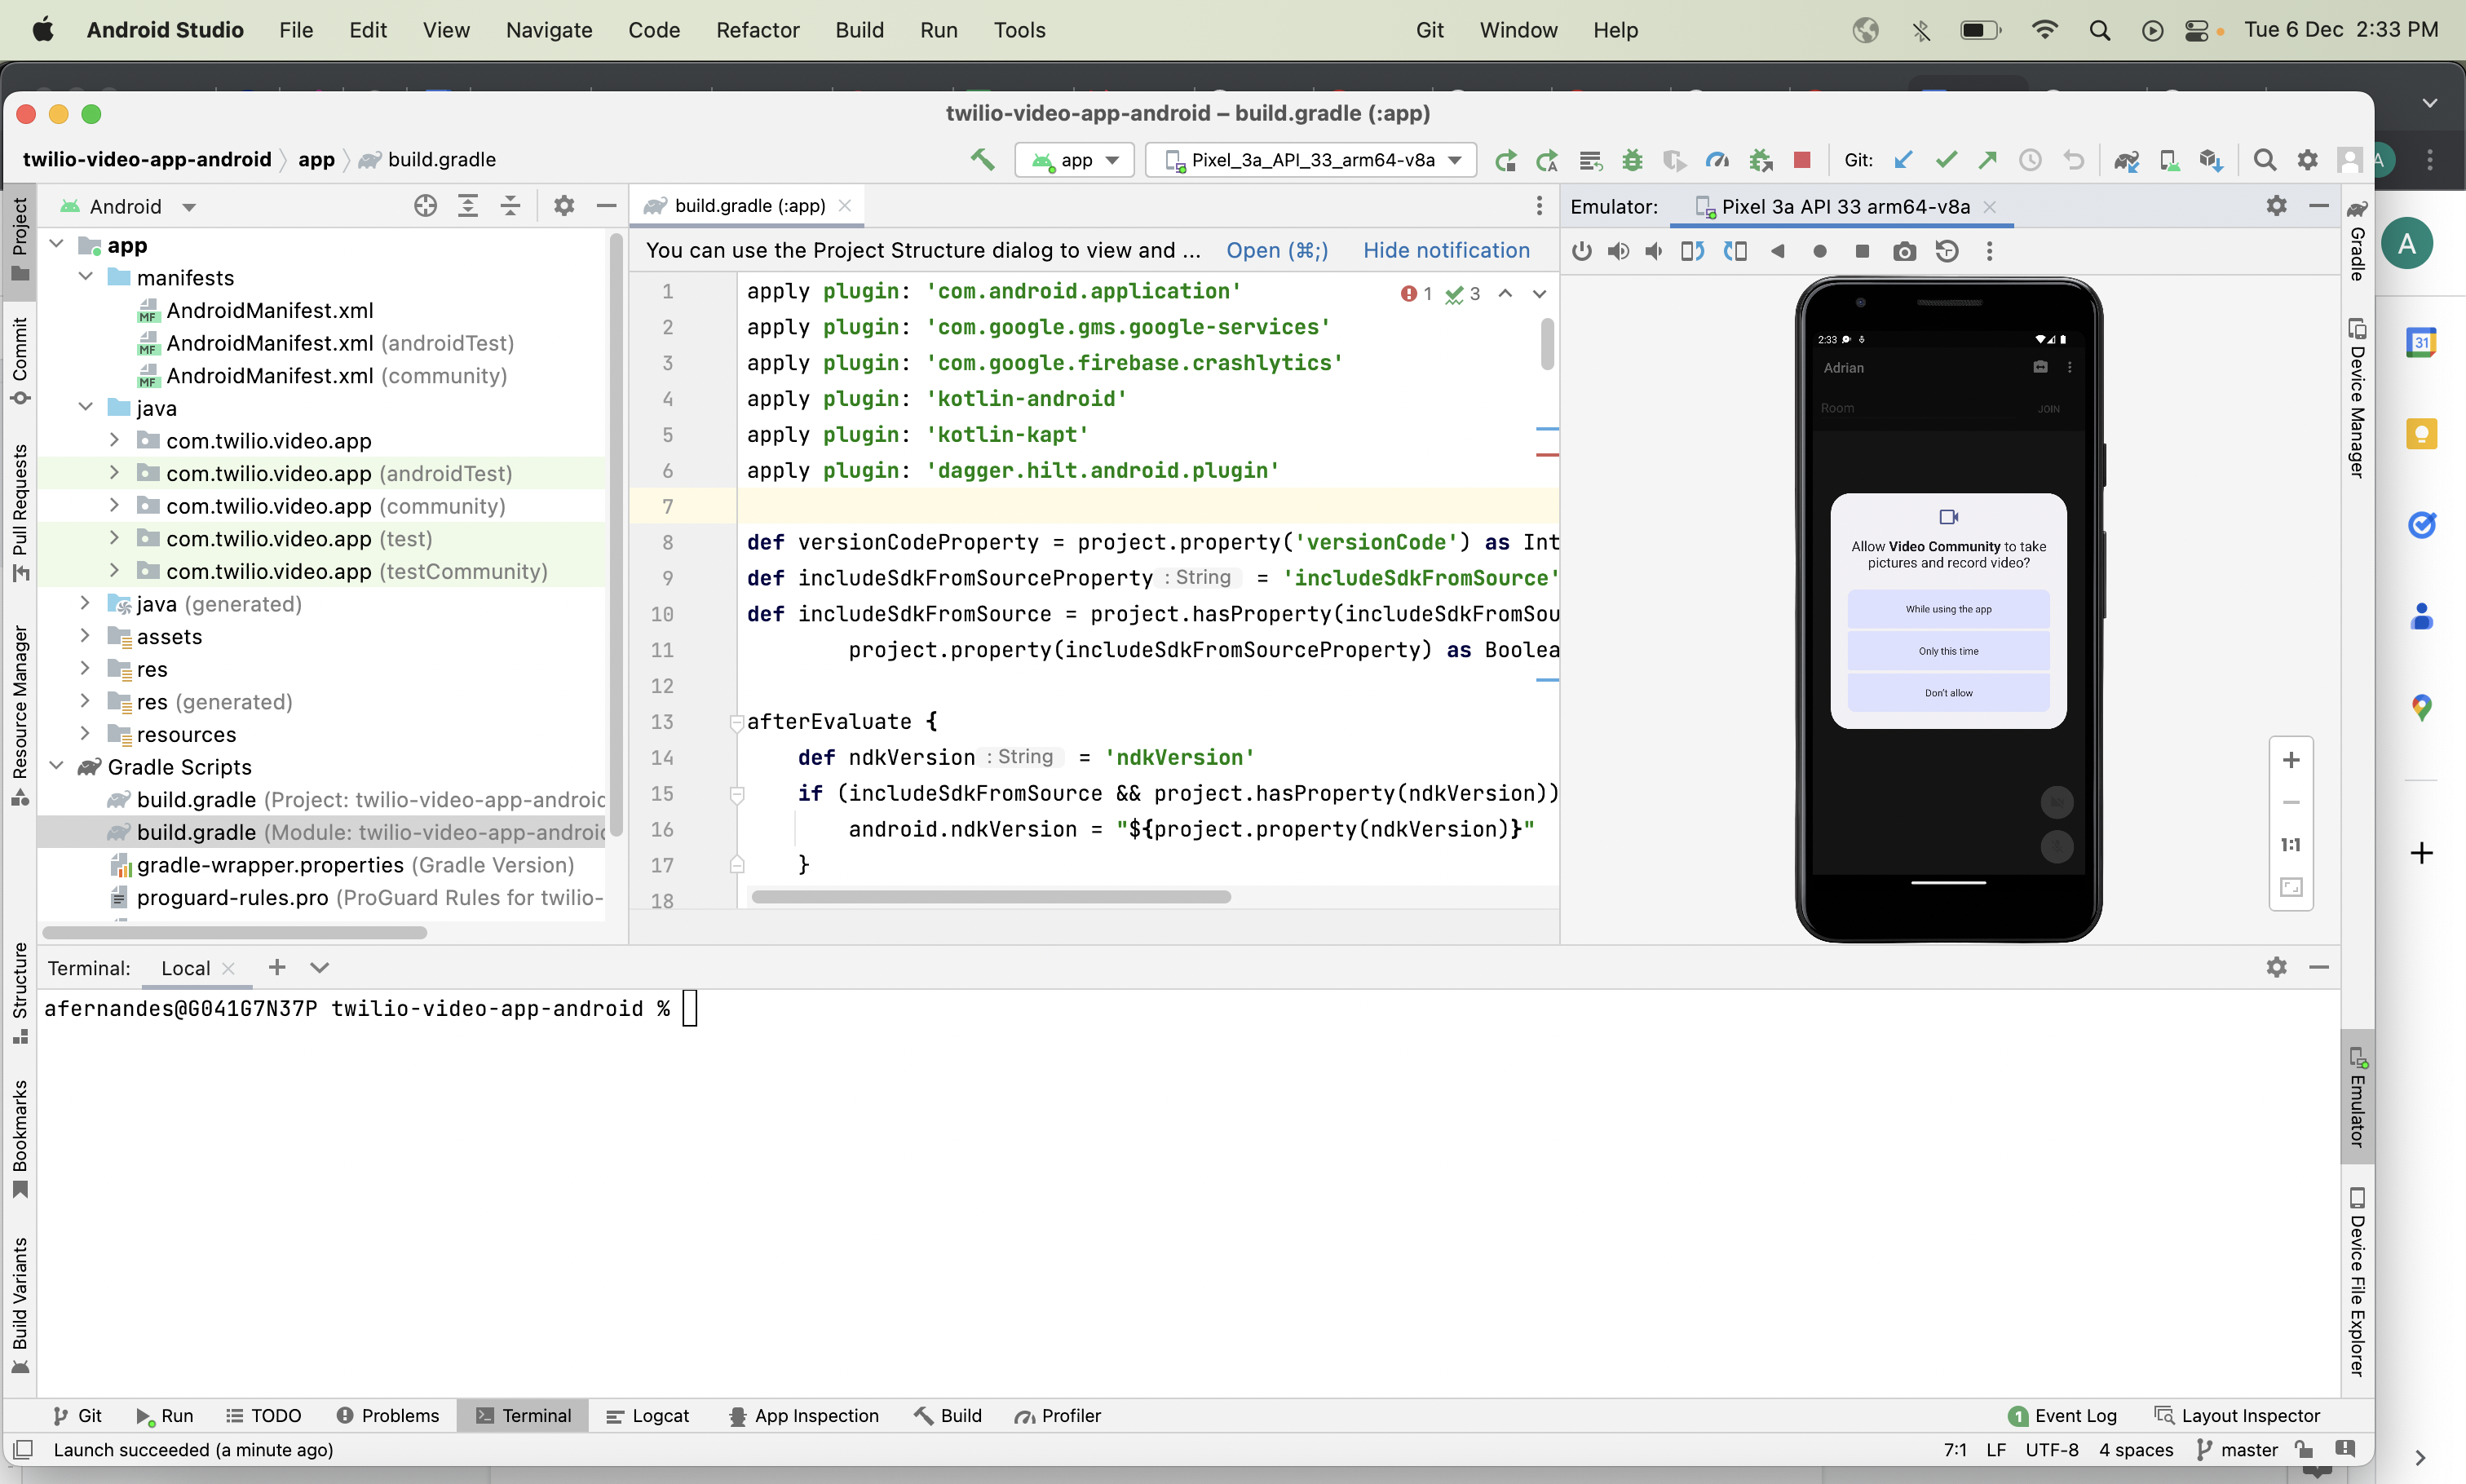 Android Studio File Edit View Navigate Code Refactor Build Run Tools Git Window Help Tue 6 Dec 2:33 PM
twilio-video-app-android – build.gradle (:app)
twilio-video-app-android app build.gradle
app Pixel_3a_API_33_arm64-v8a Git:
A
A
31
Project
Commit
Pull Requests
Resource Manager
Structure
Bookmarks
Build Variants
Android
app
manifests
MF AndroidManifest.xml
MF AndroidManifest.xml (androidTest)
MF AndroidManifest.xml (community)
java
com.twilio.video.app
com.twilio.video.app (androidTest)
com.twilio.video.app (community)
com.twilio.video.app (test)
com.twilio.video.app (testCommunity)
java (generated)
assets
res
res (generated)
resources
Gradle Scripts
build.gradle (Project: twilio-video-app-androic
build.gradle (Module: twilio-video-app-androic
gradle-wrapper.properties (Gradle Version)
proguard-rules.pro (ProGuard Rules for twilio-
build.gradle (:app)
You can use the Project Structure dialog to view and ... Open (⌘;) Hide notification
1 3
1 apply plugin: 'com.android.application'
2 apply plugin: 'com.google.gms.google-services'
3 apply plugin: 'com.google.firebase.crashlytics'
4 apply plugin: 'kotlin-android'
5 apply plugin: 'kotlin-kapt'
6 apply plugin: 'dagger.hilt.android.plugin'
7
8 def versionCodeProperty = project.property('versionCode') as Int
9 def includeSdkFromSourceProperty : String = 'includeSdkFromSource'
10 def includeSdkFromSource = project.hasProperty(includeSdkFromSou
11 project.property(includeSdkFromSourceProperty) as Boolea
12
13 afterEvaluate {
14 def ndkVersion : String = 'ndkVersion'
15 if (includeSdkFromSource && project.hasProperty(ndkVersion))
16 android.ndkVersion = "${project.property(ndkVersion)}"
17 }
18
Emulator: Pixel 3a API 33 arm64-v8a
2:33
Adrian
Room JOIN
Allow Video Community to take
pictures and record video?
While using the app
Only this time
Don't allow
1:1
Gradle
Device Manager
Emulator
Device File Explorer
Terminal: Local
afernandes@G041G7N37P twilio-video-app-android %
Git Run TODO Problems Terminal Logcat App Inspection Build Profiler 1 Event Log Layout Inspector
Launch succeeded (a minute ago) 7:1 LF UTF-8 4 spaces master